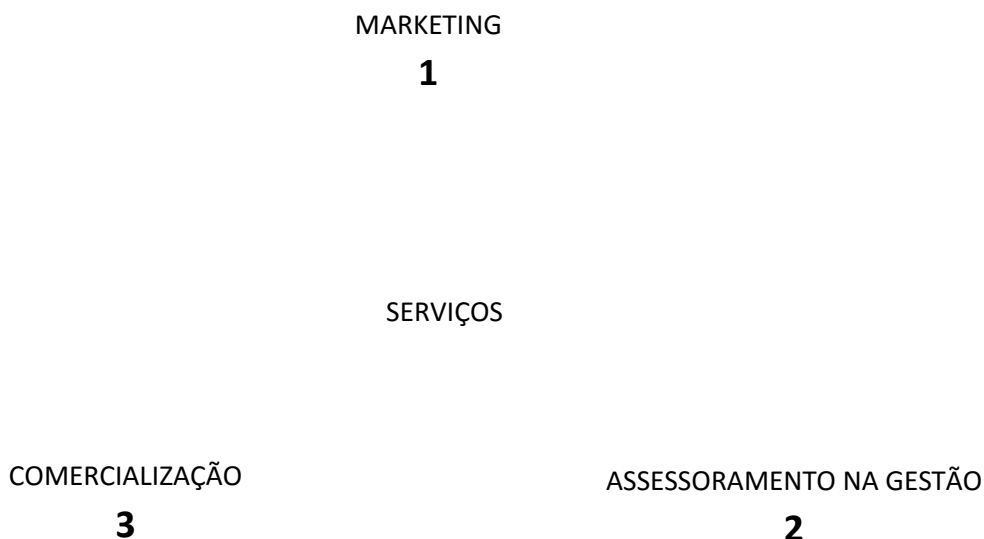 MARKETING
1
SERVIÇOS
COMERCIALIZAÇÃO
3
ASSESSORAMENTO NA GESTÃO
2